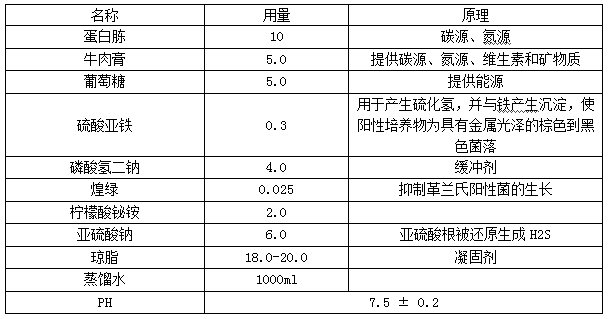 名称 用量 原理
蛋白胨 10 碳源、氮源
牛肉膏 5.0 提供碳源、氮源、维生素和矿物质
葡萄糖 5.0 提供能源
硫酸亚铁 0.3 用于产生硫化氢，并与铁产生沉淀，使
阳性培养物为具有金属光泽的棕色到黑
色菌落
磷酸氢二钠 4.0 缓冲剂
煌绿 0.025 抑制革兰氏阳性菌的生长
柠檬酸铋铵 2.0
亚硫酸钠 6.0 亚硫酸根被还原生成H2S
琼脂 18.0-20.0 凝固剂
蒸馏水 1000ml
PH 7.5 ± 0.2